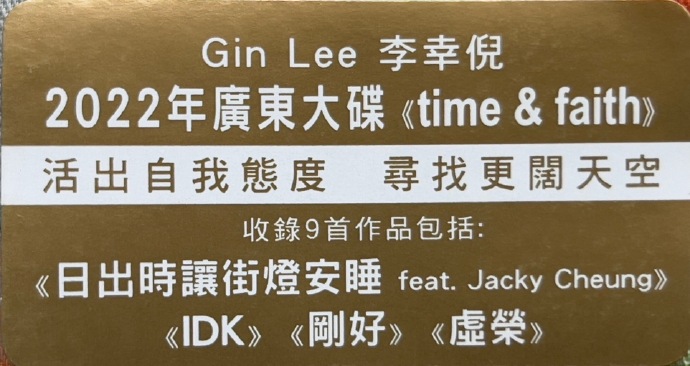 Gin Lee 李幸倪
2022年廣東大碟《time & faith》
活出自我態度　尋找更闊天空
收錄9首作品包括:
《日出時讓街燈安睡 feat. Jacky Cheung》
《IDK》《剛好》《虛榮》